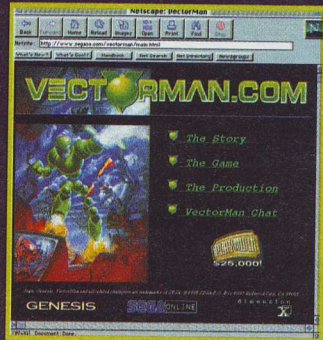 Netscape: VectorMan
Back Forward Home Reload Images Open Print Find Stop
http://www.segaoa.com/vectorman/main.html
What's New? What's Cool? Handbook Net Search Net Directory Newsgroups
VECTORMAN.COM
The Story
The Game
The Production
VectorMan Chat
$25,000!
GENESIS
SEGA ONLINE
dimension
X
Document Done.